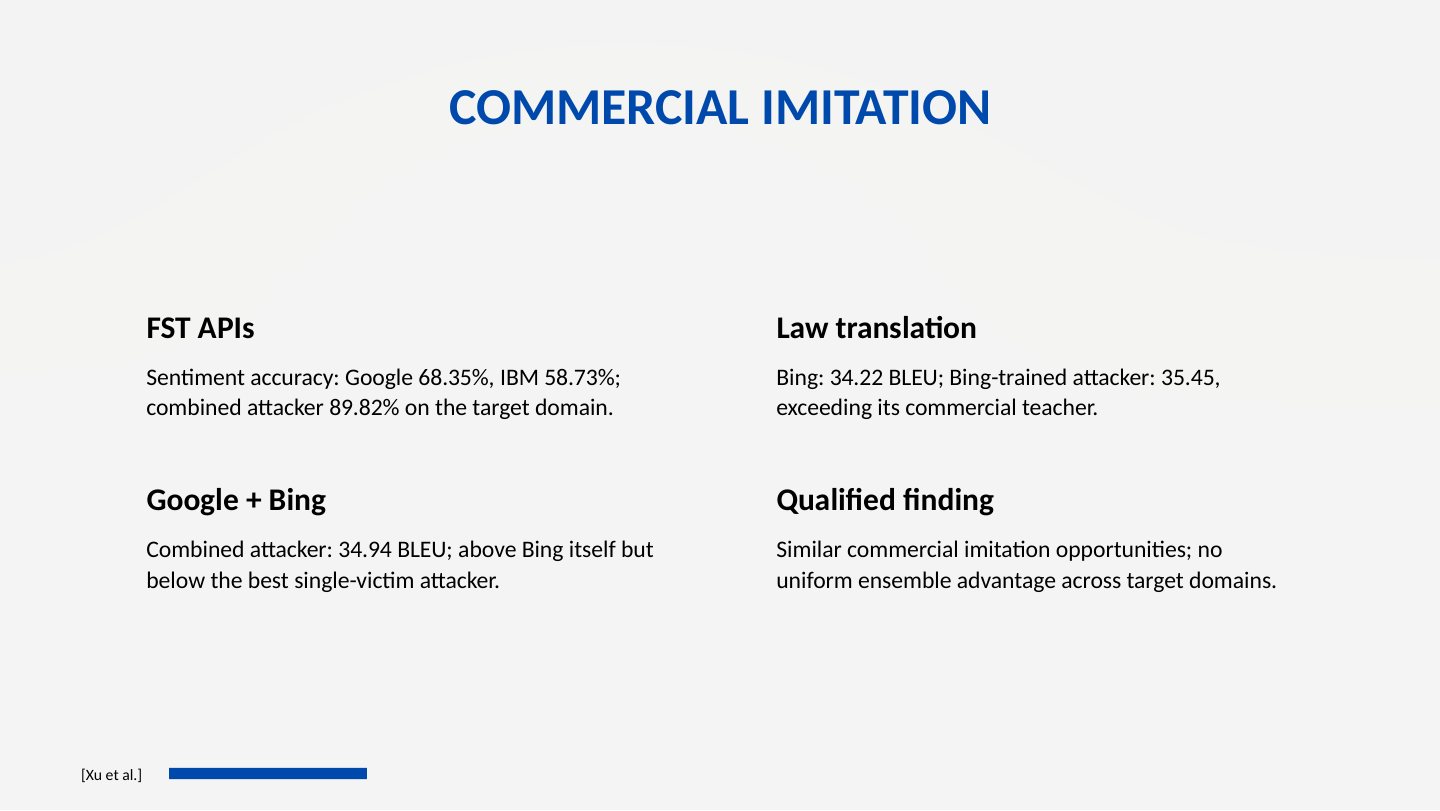 COMMERCIAL IMITATION
FST APIs
Sentiment accuracy: Google 68.35%, IBM 58.73;
combined attacker 89.82% on the target domain.
Law translation
Bing: 34.22 BLEU; Bing-trained attacker: 35.45,
exceeding its commercial teacher.
Google + Bing
Combined attacker: 34.94 BLEU; above Bing itself but
below the best single-victim attacker.
Qualified finding
Similar commercial imitation opportunities; no
uniform ensemble advantage across target domains.
[Xu et al.]